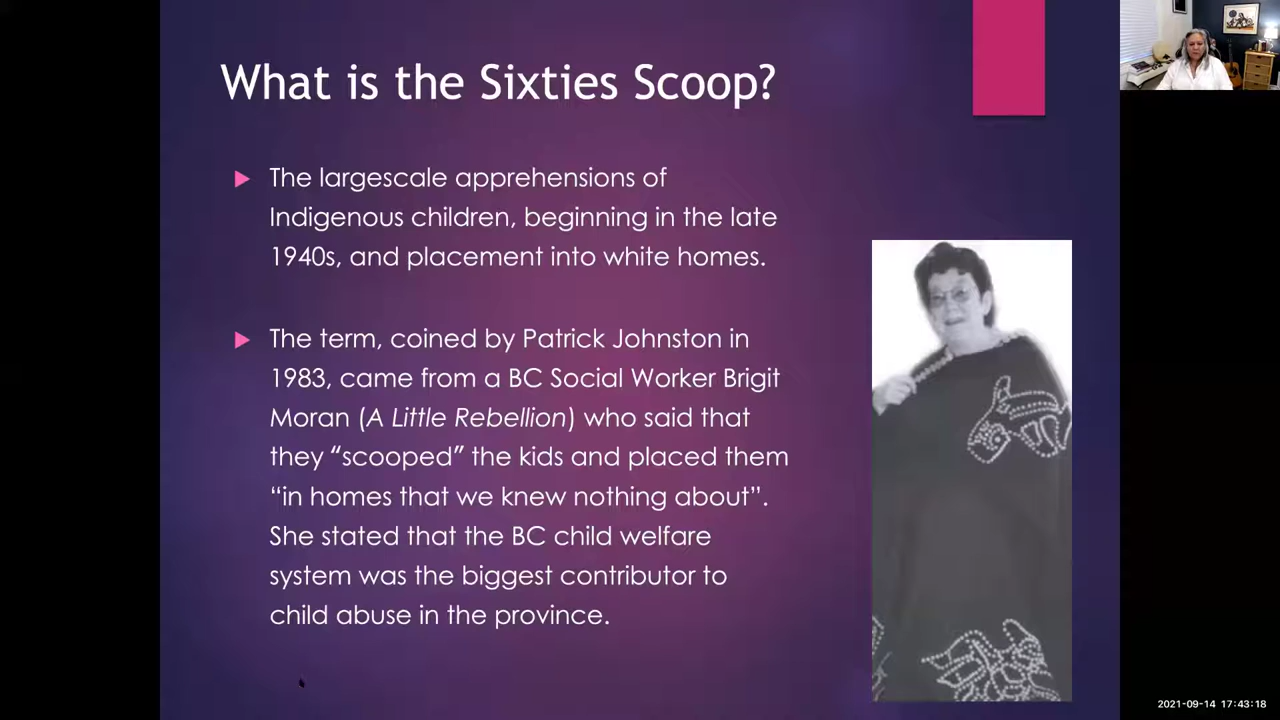 What is the Sixties Scoop?
The largescale apprehensions of
Indigenous children, beginning in the late
1940s, and placement into white homes.
The term, coined by Patrick Johnston in
1983, came from a BC Social Worker Brigit
Moran (A Little Rebellion) who said that
they “scooped” the kids and placed them
“in homes that we knew nothing about”.
She stated that the BC child welfare
system was the biggest contributor to
child abuse in the province.
2021-09-14 17:43:18